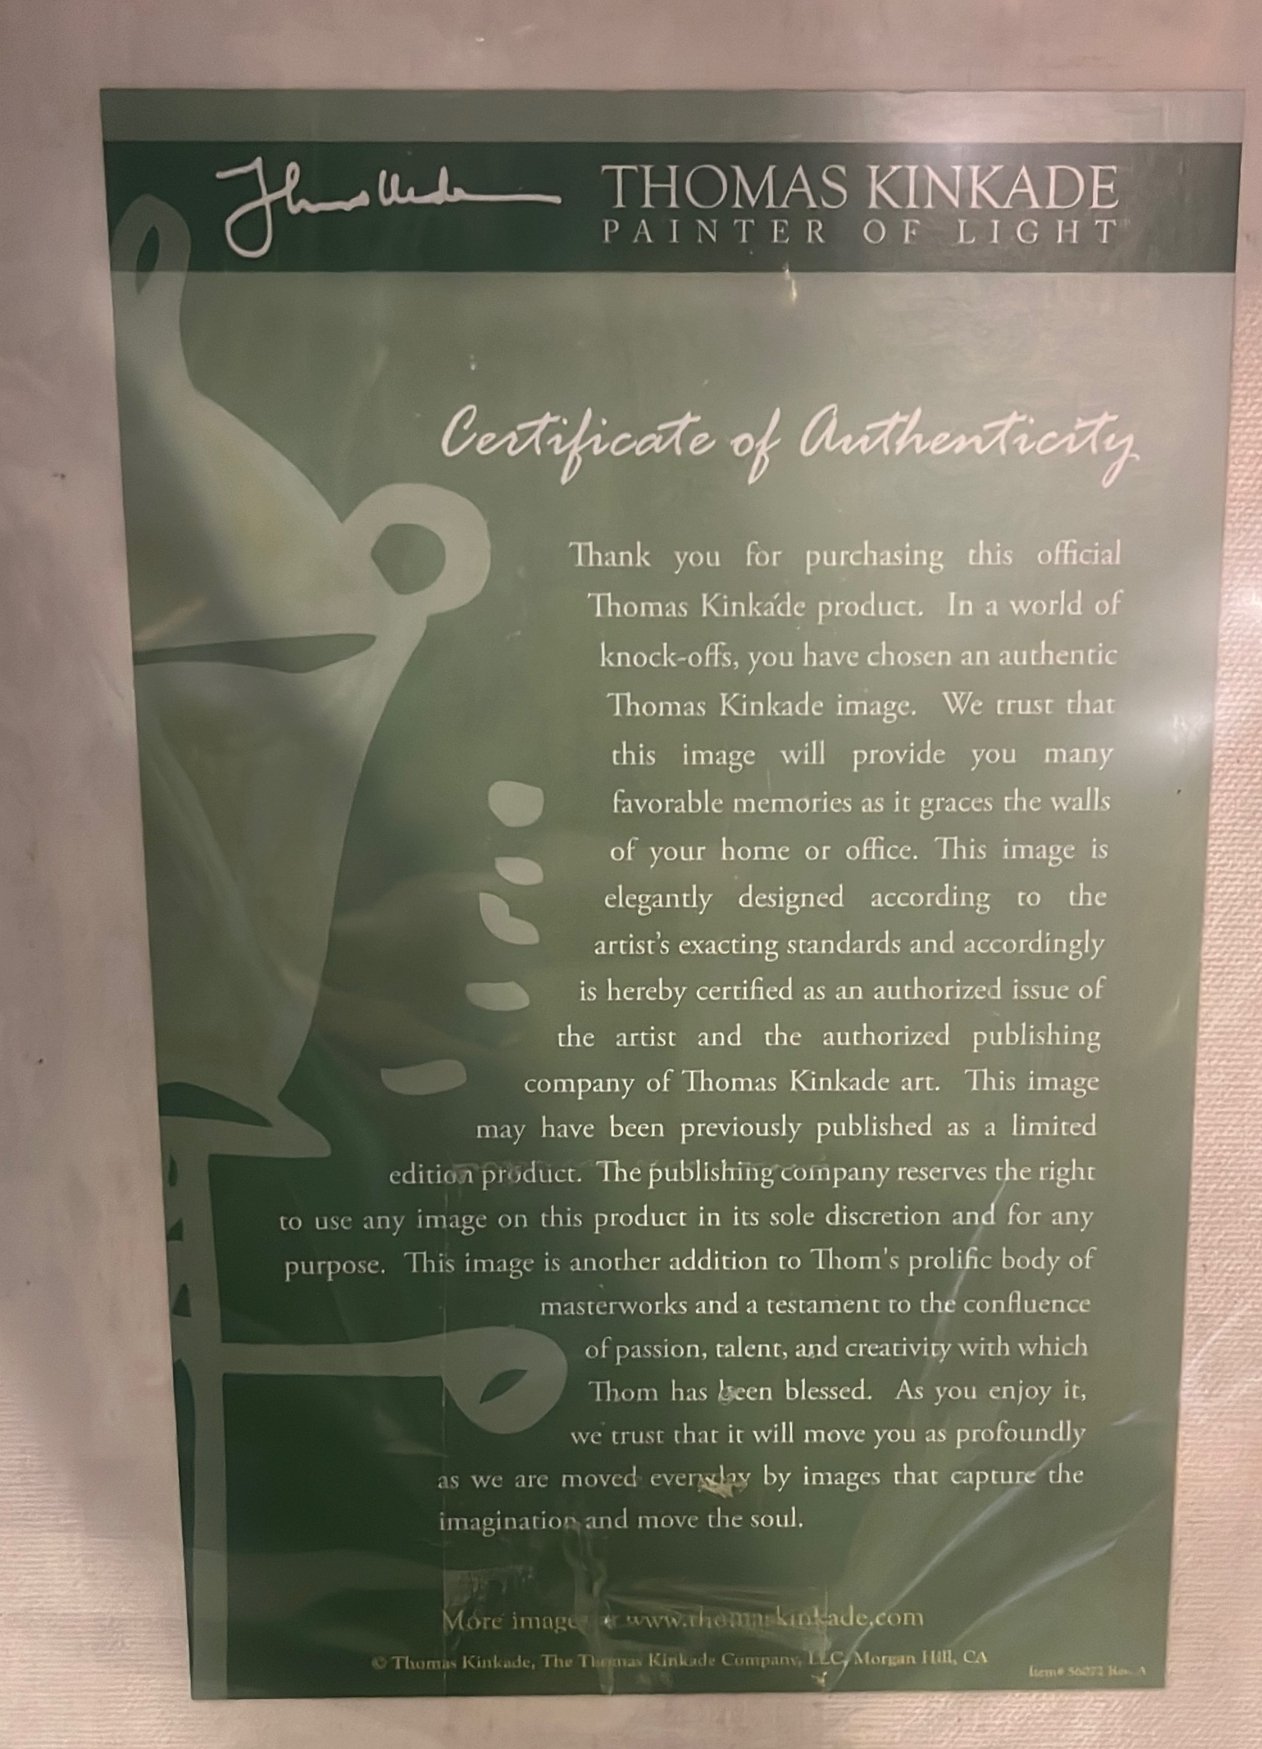 THOMAS KINKADE
PAINTER OF LIGHT
Certificate of Authenticity
Thank you for purchasing this official
Thomas Kinkade product. In a world of
knock-offs, you have chosen an authentic
Thomas Kinkade image. We trust that
this image will provide you many
favorable memories as it graces the walls
of your home or office. This image is
elegantly designed according to the
artist's exacting standards and accordingly
is hereby certified as an authorized issue of
the artist and the authorized publishing
company of Thomas Kinkade art. This image
may have been previously published as a limited
edition product. The publishing company reserves the right
to use any image on this product in its sole discretion and for any
purpose. This image is another addition to Thom's prolific body of
masterworks and a testament to the confluence
of passion, talent, and creativity with which
Thom has been blessed. As you enjoy it,
we trust that it will move you as profoundly
as we are moved everyday by images that capture the
imagination and move the soul.
More images www.thomaskinkade.com
© Thomas Kinkade, The Thomas Kinkade Company, LLC, Morgan Hill, CA
Item# Rev. A